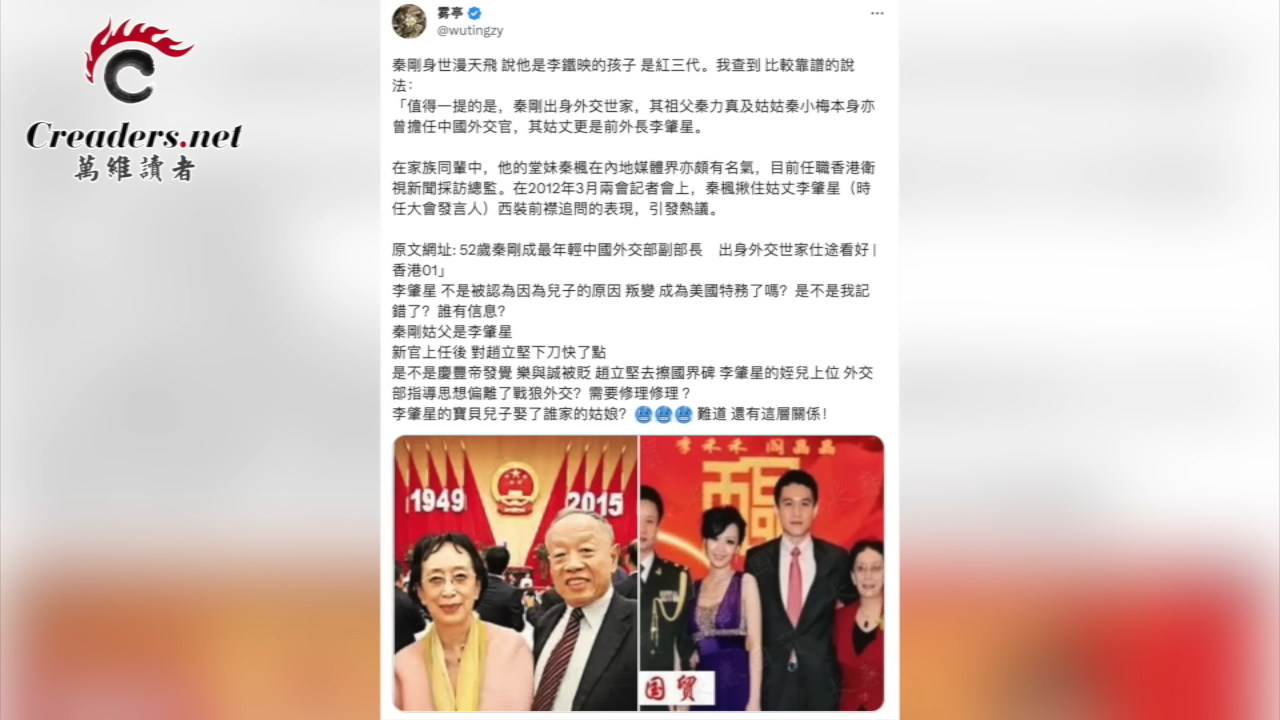 雾亭
@wutingzy
Creaders.net
萬維讀者
秦剛身世漫天飛 說他是李鐵映的孩子 是紅三代。我查到 比較靠譜的說
法：
「值得一提的是，秦剛出身外交世家，其祖父秦力真及姑姑秦小梅本身亦
曾擔任中國外交官，其姑丈更是前外長李肇星。
在家族同輩中，他的堂妹秦楓在內地媒體界亦頗有名氣，目前任職香港衛
視新聞採訪總監。在2012年3月兩會記者會上，秦楓揪住姑丈李肇星（時
任大會發言人）西裝前襟追問的表現，引發熱議。
原文網址: 52歲秦剛成最年輕中國外交部副部長　出身外交世家仕途看好 |
香港01」
李肇星 不是被認為因為兒子的原因 叛變 成為美國特務了嗎？是不是我記
錯了？誰有信息？
秦剛姑父是李肇星
新官上任後 對趙立堅下刀快了點
是不是慶豐帝發覺 樂與誠被貶 趙立堅去擦國界碑 李肇星的姪兒上位 外交
部指導思想偏離了戰狼外交？需要修理修理？
李肇星的寶貝兒子娶了誰家的姑娘？ 難道 還有這層關係！
1949
2015
李禾禾
国贸